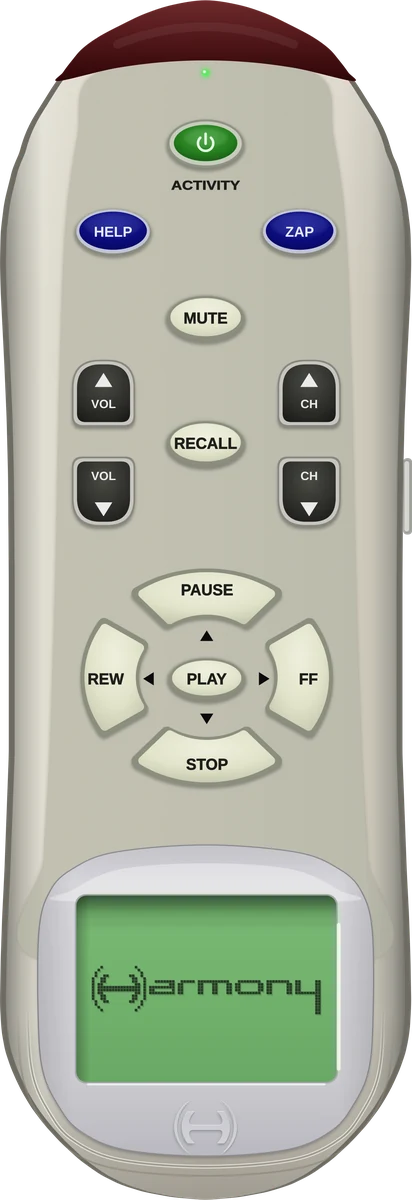 ACTIVITY
HELP
ZAP
MUTE
VOL
CH
RECALL
VOL
CH
PAUSE
REW
PLAY
FF
STOP
Harmony